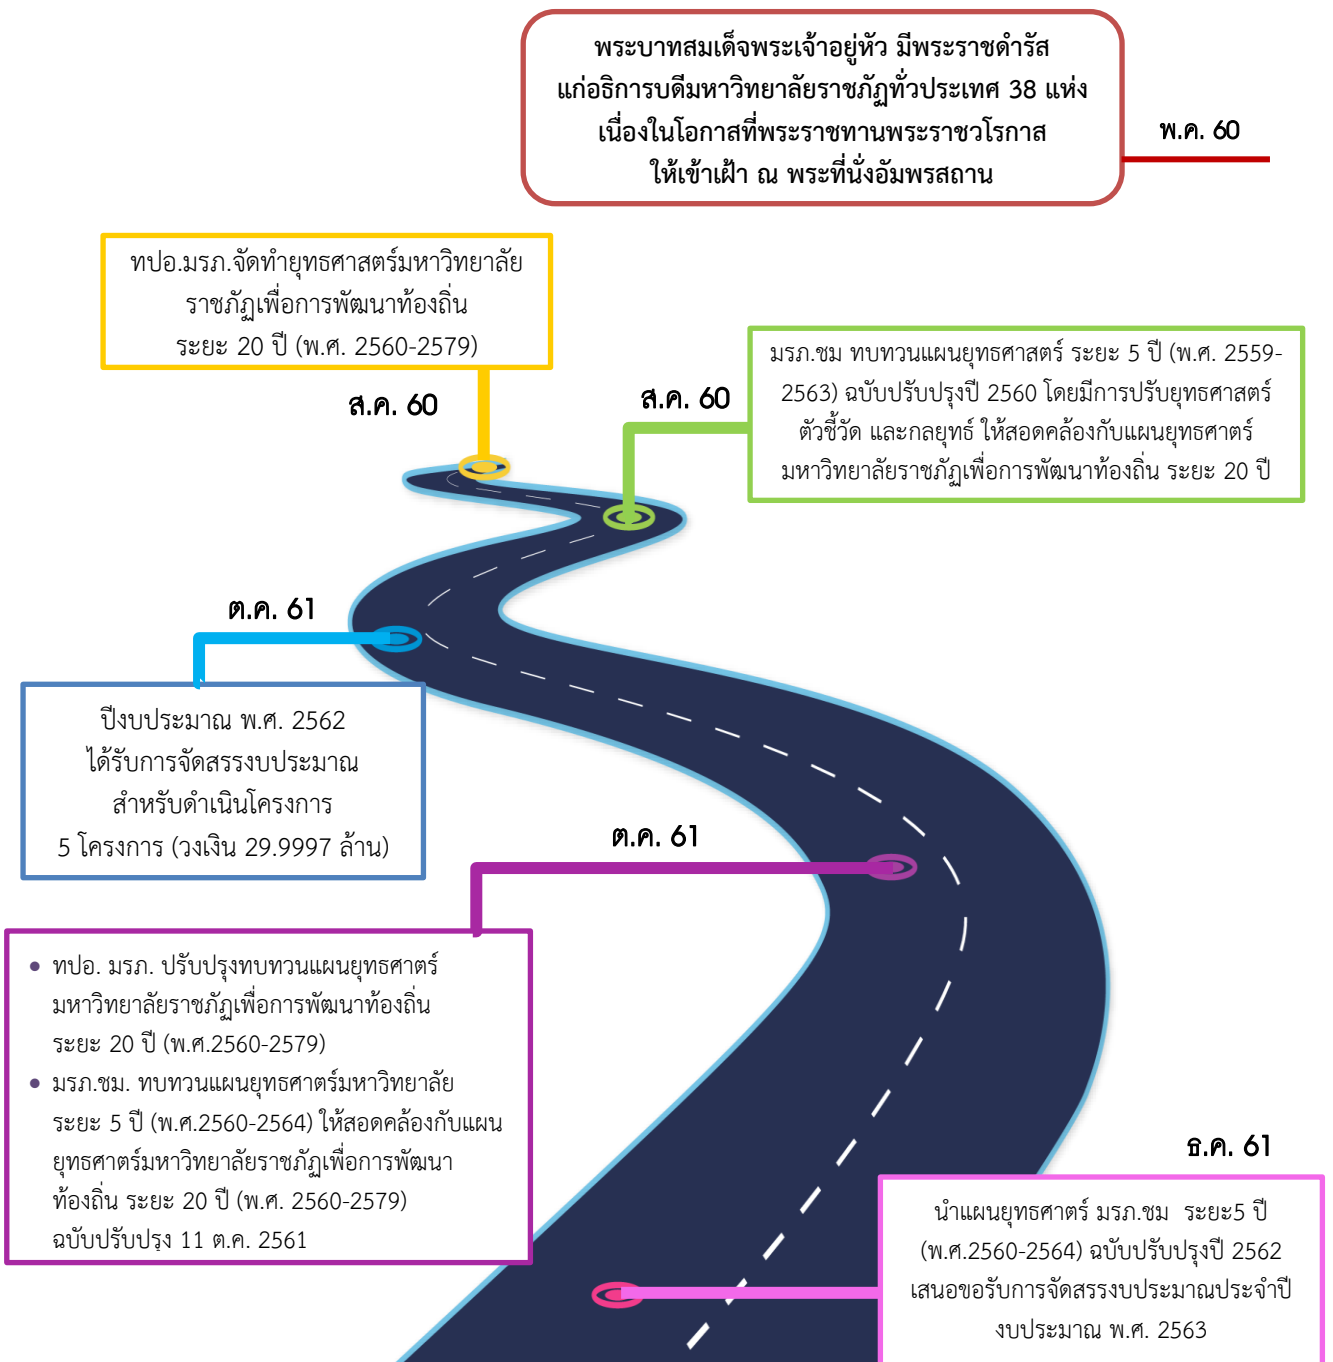 พระบาทสมเด็จพระเจ้าอยู่หัว มีพระราชดำรัส
แก่อธิการบดีมหาวิทยาลัยราชภัฏทั่วประเทศ 38 แห่ง
เนื่องในโอกาสที่พระราชทานพระราชวโรกาส
ให้เข้าเฝ้า ณ พระที่นั่งอัมพรสถาน
พ.ค. 60
ทปอ.มรภ.จัดทำยุทธศาสตร์มหาวิทยาลัย
ราชภัฏเพื่อการพัฒนาท้องถิ่น
ระยะ 20 ปี (พ.ศ. 2560-2579)
ส.ค. 60
ส.ค. 60
มรภ.ชม ทบทวนแผนยุทธศาสตร์ ระยะ 5 ปี (พ.ศ. 2559-
2563) ฉบับปรับปรุงปี 2560 โดยมีการปรับยุทธศาสตร์
ตัวชี้วัด และกลยุทธ์ ให้สอดคล้องกับแผนยุทธศาตร์
มหาวิทยาลัยราชภัฏเพื่อการพัฒนาท้องถิ่น ระยะ 20 ปี
ต.ค. 61
ปีงบประมาณ พ.ศ. 2562
ได้รับการจัดสรรงบประมาณ
สำหรับดำเนินโครงการ
5 โครงการ (วงเงิน 29.9997 ล้าน)
ต.ค. 61
• ทปอ. มรภ. ปรับปรุงทบทวนแผนยุทธศาตร์
มหาวิทยาลัยราชภัฏเพื่อการพัฒนาท้องถิ่น
ระยะ 20 ปี (พ.ศ.2560-2579)
• มรภ.ชม. ทบทวนแผนยุทธศาตร์มหาวิทยาลัย
ระยะ 5 ปี (พ.ศ.2560-2564) ให้สอดคล้องกับแผน
ยุทธศาตร์มหาวิทยาลัยราชภัฏเพื่อการพัฒนา
ท้องถิ่น ระยะ 20 ปี (พ.ศ. 2560-2579)
ฉบับปรับปรุง 11 ต.ค. 2561
ธ.ค. 61
นำแผนยุทธศาตร์ มรภ.ชม ระยะ5 ปี
(พ.ศ.2560-2564) ฉบับปรับปรุงปี 2562
เสนอขอรับการจัดสรรงบประมาณประจำปี
งบประมาณ พ.ศ. 2563